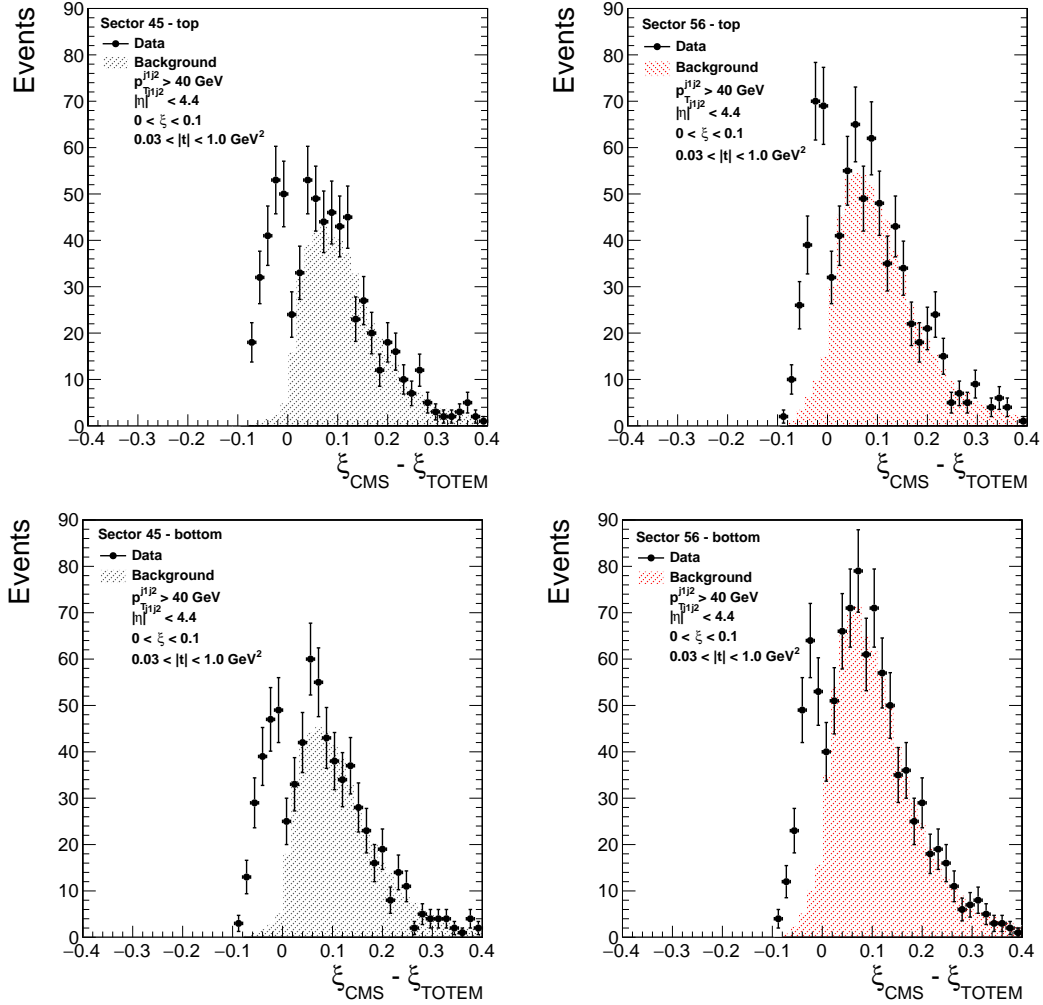 Events
90
80
70
60
50
40
30
20
10
0
Sector 45 - top
Data
Background
p_T^{j1j2} > 40 GeV
|η|^{j1j2} < 4.4
0 < ξ < 0.1
0.03 < |t| < 1.0 GeV²
−0.4 −0.3 −0.2 −0.1 0 0.1 0.2 0.3 0.4
ξ_CMS - ξ_TOTEM
Events
90
80
70
60
50
40
30
20
10
0
Sector 56 - top
Data
Background
p_T^{j1j2} > 40 GeV
|η|^{j1j2} < 4.4
0 < ξ < 0.1
0.03 < |t| < 1.0 GeV²
−0.4 −0.3 −0.2 −0.1 0 0.1 0.2 0.3 0.4
ξ_CMS - ξ_TOTEM
Events
90
80
70
60
50
40
30
20
10
0
Sector 45 - bottom
Data
Background
p_T^{j1j2} > 40 GeV
|η|^{j1j2} < 4.4
0 < ξ < 0.1
0.03 < |t| < 1.0 GeV²
−0.4 −0.3 −0.2 −0.1 0 0.1 0.2 0.3 0.4
ξ_CMS - ξ_TOTEM
Events
90
80
70
60
50
40
30
20
10
0
Sector 56 - bottom
Data
Background
p_T^{j1j2} > 40 GeV
|η|^{j1j2} < 4.4
0 < ξ < 0.1
0.03 < |t| < 1.0 GeV²
−0.4 −0.3 −0.2 −0.1 0 0.1 0.2 0.3 0.4
ξ_CMS - ξ_TOTEM